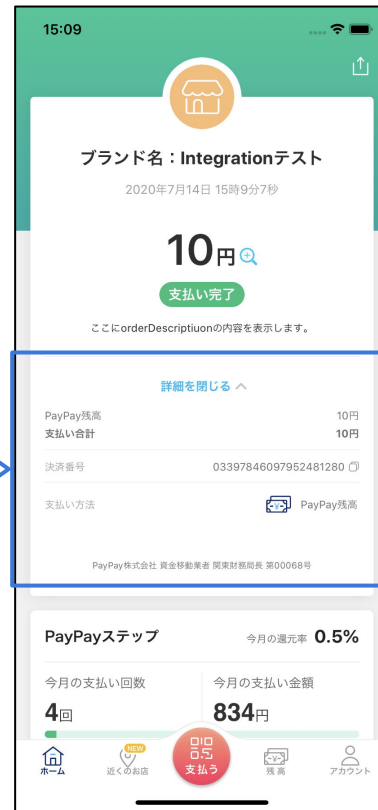 15:09
ブランド名：Integrationテスト
2020年7月14日 15時9分7秒
10円
支払い完了
ここにorderDescriptiuonの内容を表示します。
詳細を閉じる
PayPay残高 10円
支払い合計 10円
決済番号 03397846097952481280
支払い方法 PayPay残高
PayPay株式会社 資金移動業者 関東財務局長 第00068号
PayPayステップ 今月の還元率 0.5%
今月の支払い回数 今月の支払い金額
4回 834円
NEW
ホーム 近くのお店 支払う 残高 アカウント